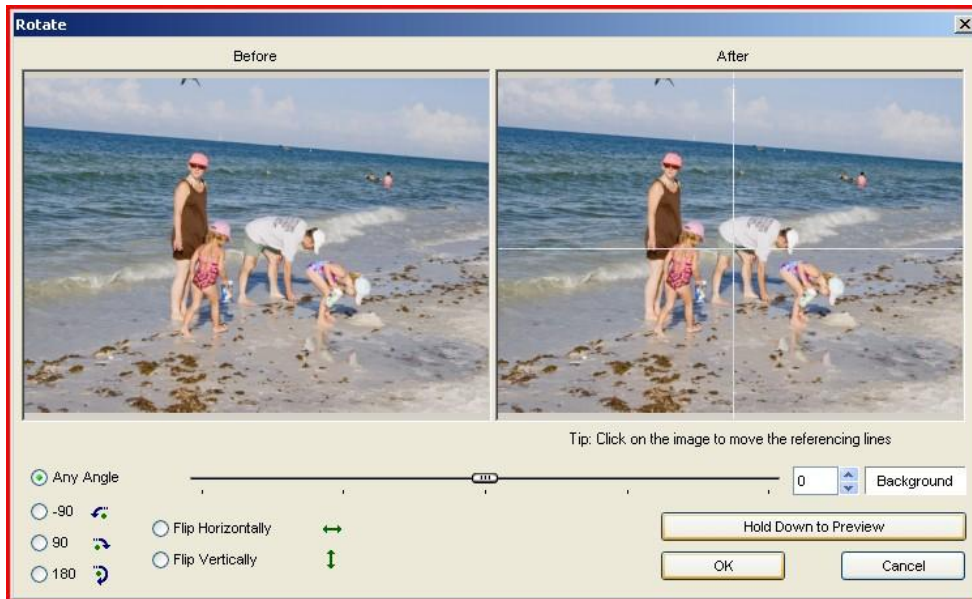 Rotate
Before After
Tip: Click on the image to move the referencing lines
Any Angle 0 Background
-90
90
180
Flip Horizontally
Flip Vertically
Hold Down to Preview
OK Cancel